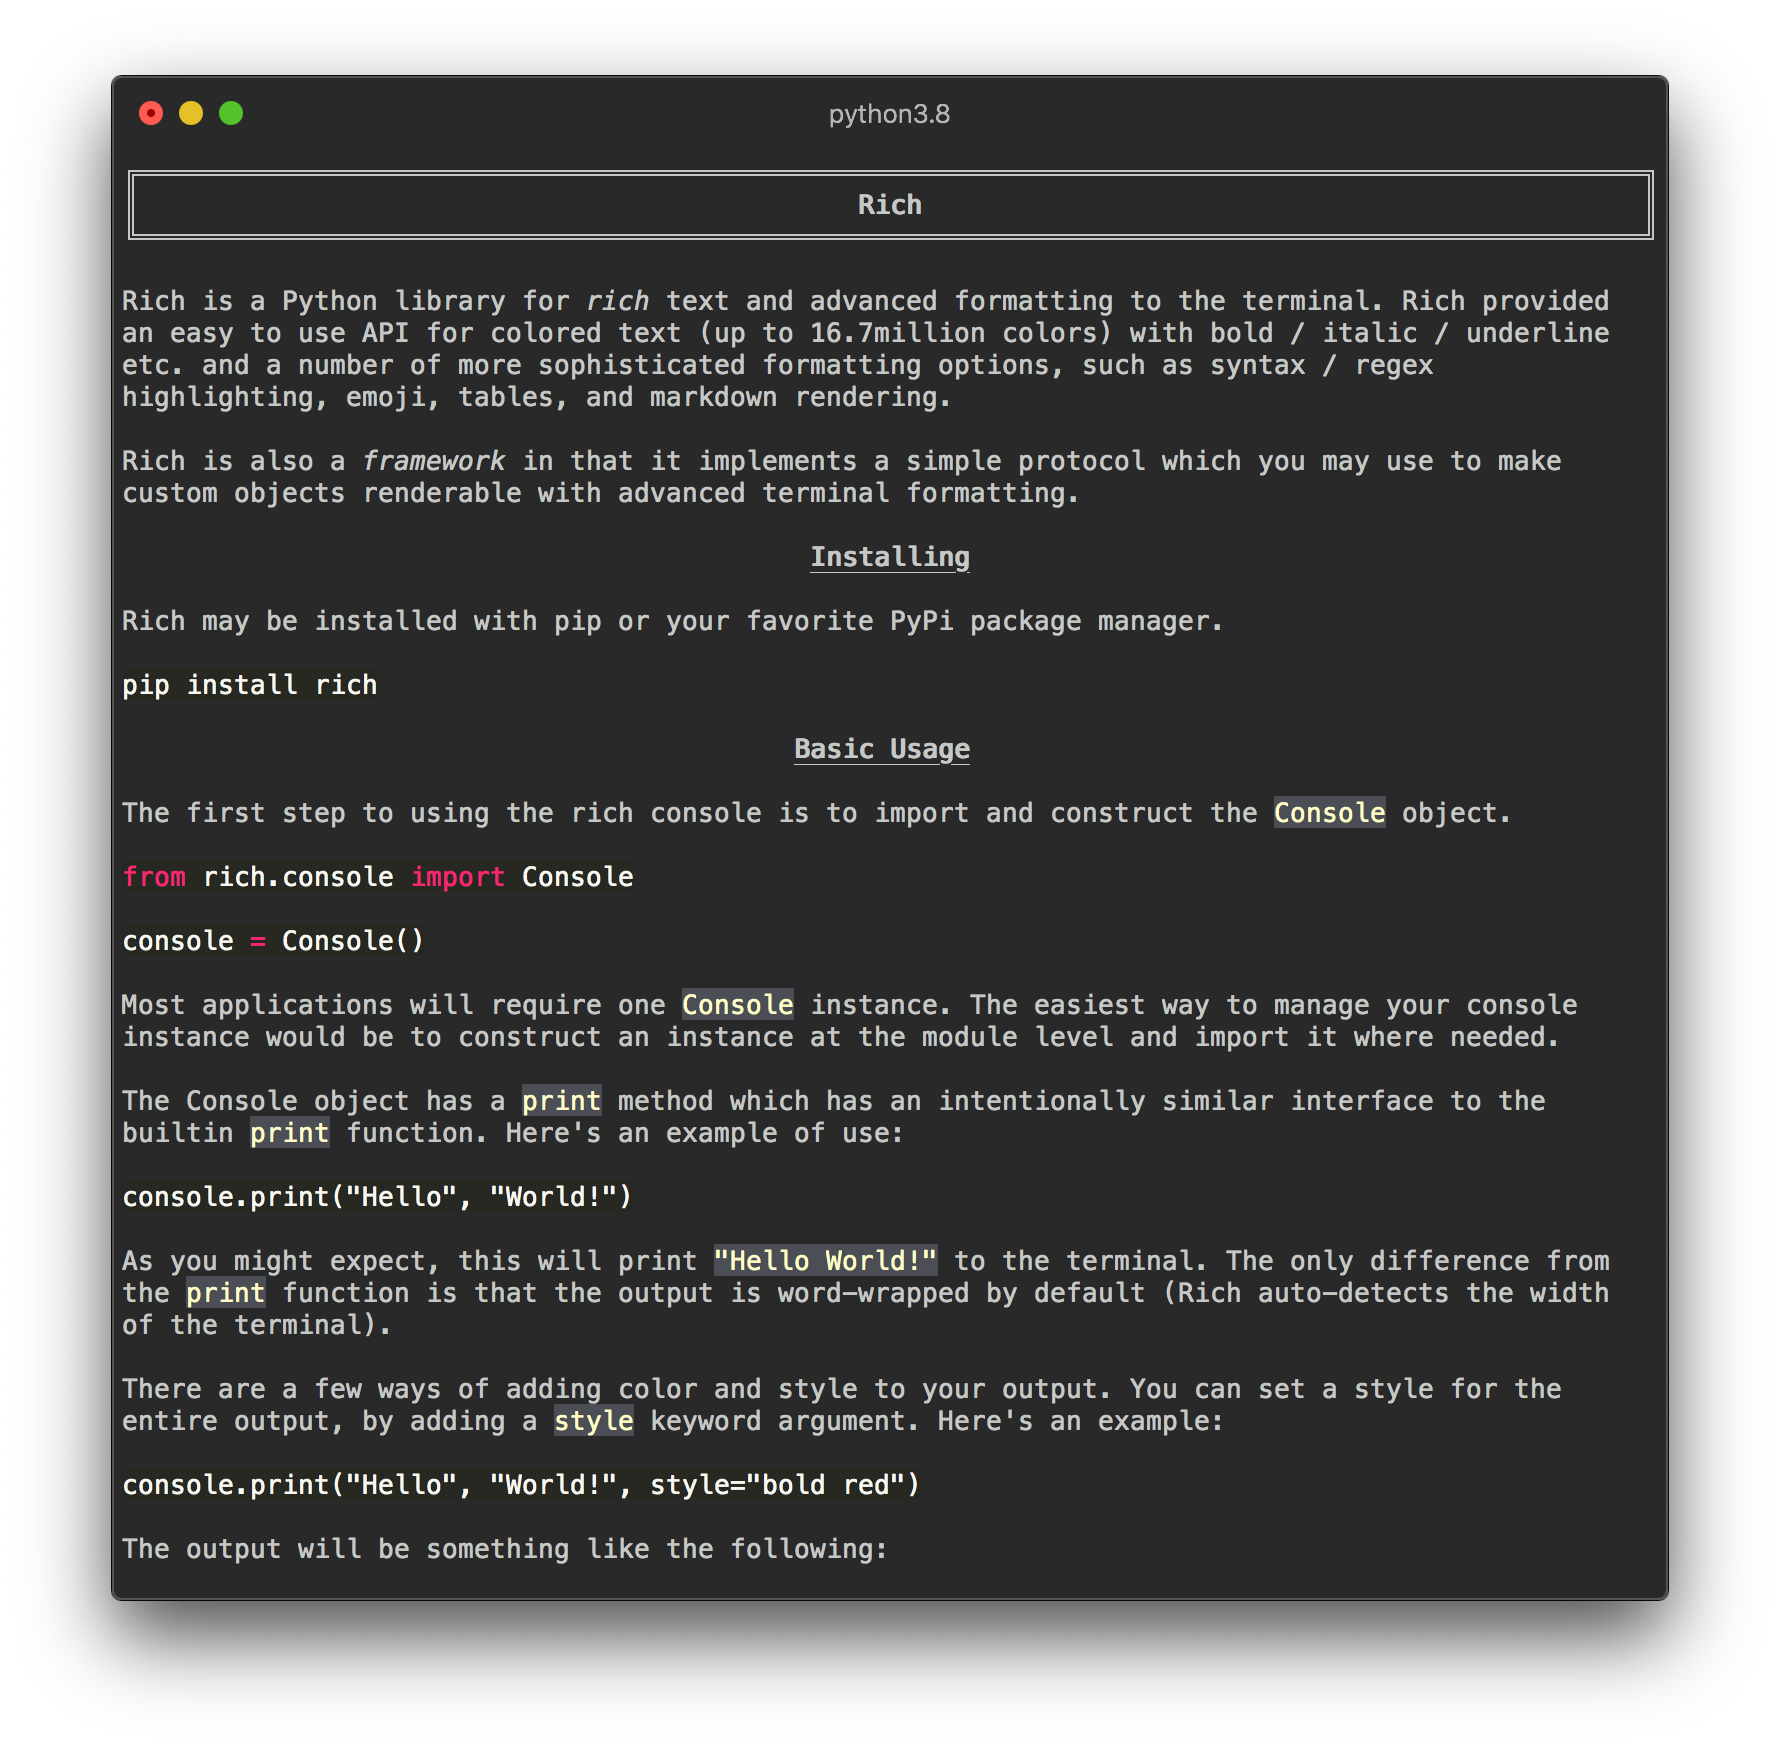 python3.8
Rich
Rich is a Python library for rich text and advanced formatting to the terminal. Rich provided
an easy to use API for colored text (up to 16.7million colors) with bold / italic / underline
etc. and a number of more sophisticated formatting options, such as syntax / regex
highlighting, emoji, tables, and markdown rendering.
Rich is also a framework in that it implements a simple protocol which you may use to make
custom objects renderable with advanced terminal formatting.
Installing
Rich may be installed with pip or your favorite PyPi package manager.
pip install rich
Basic Usage
The first step to using the rich console is to import and construct the Console object.
from rich.console import Console
console = Console()
Most applications will require one Console instance. The easiest way to manage your console
instance would be to construct an instance at the module level and import it where needed.
The Console object has a print method which has an intentionally similar interface to the
builtin print function. Here's an example of use:
console.print("Hello", "World!")
As you might expect, this will print "Hello World!" to the terminal. The only difference from
the print function is that the output is word-wrapped by default (Rich auto-detects the width
of the terminal).
There are a few ways of adding color and style to your output. You can set a style for the
entire output, by adding a style keyword argument. Here's an example:
console.print("Hello", "World!", style="bold red")
The output will be something like the following: